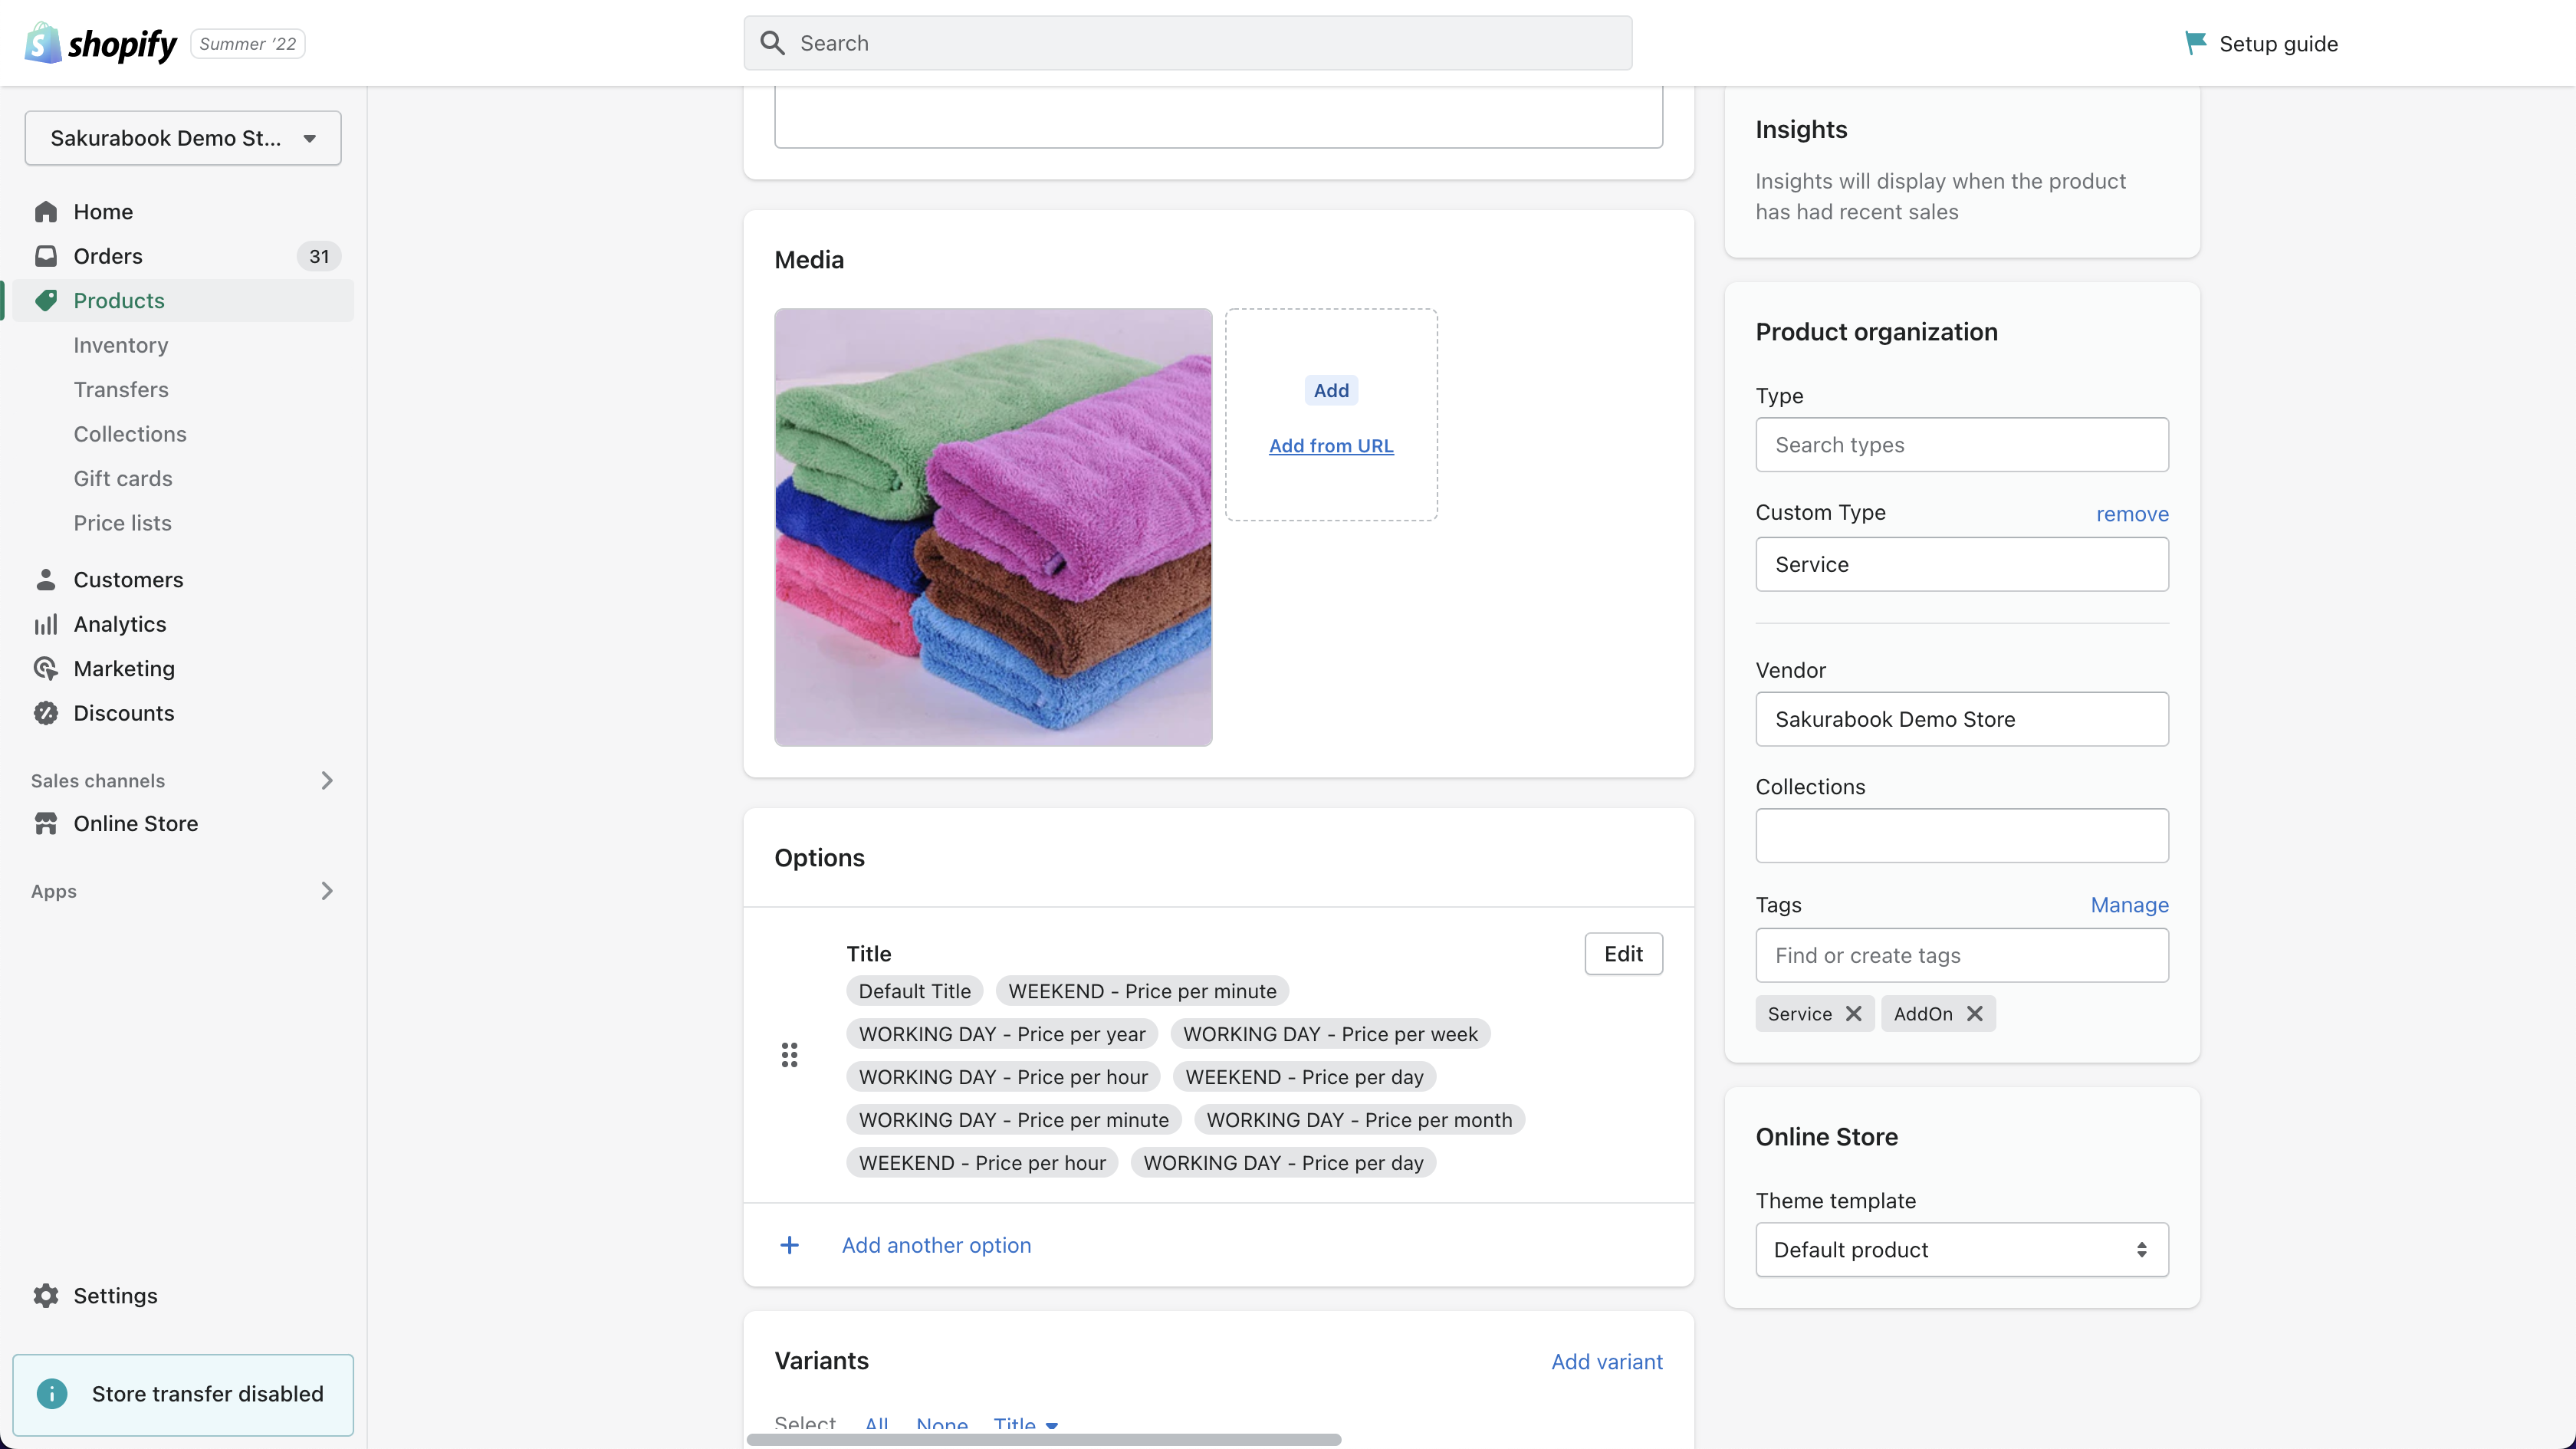 shopify
Summer ’22
Search
Setup guide
Sakurabook Demo St...
Home
Orders
31
Products
Inventory
Transfers
Collections
Gift cards
Price lists
Customers
Analytics
Marketing
Discounts
Sales channels
Online Store
Apps
Settings
Store transfer disabled
Media
Add
Add from URL
Options
Title
Edit
Default Title
WEEKEND - Price per minute
WORKING DAY - Price per year
WORKING DAY - Price per week
WORKING DAY - Price per hour
WEEKEND - Price per day
WORKING DAY - Price per minute
WORKING DAY - Price per month
WEEKEND - Price per hour
WORKING DAY - Price per day
Add another option
Variants
Add variant
Select
All
None
Title
Insights
Insights will display when the product
has had recent sales
Product organization
Type
Search types
Custom Type
remove
Service
Vendor
Sakurabook Demo Store
Collections
Tags
Manage
Find or create tags
Service
AddOn
Online Store
Theme template
Default product